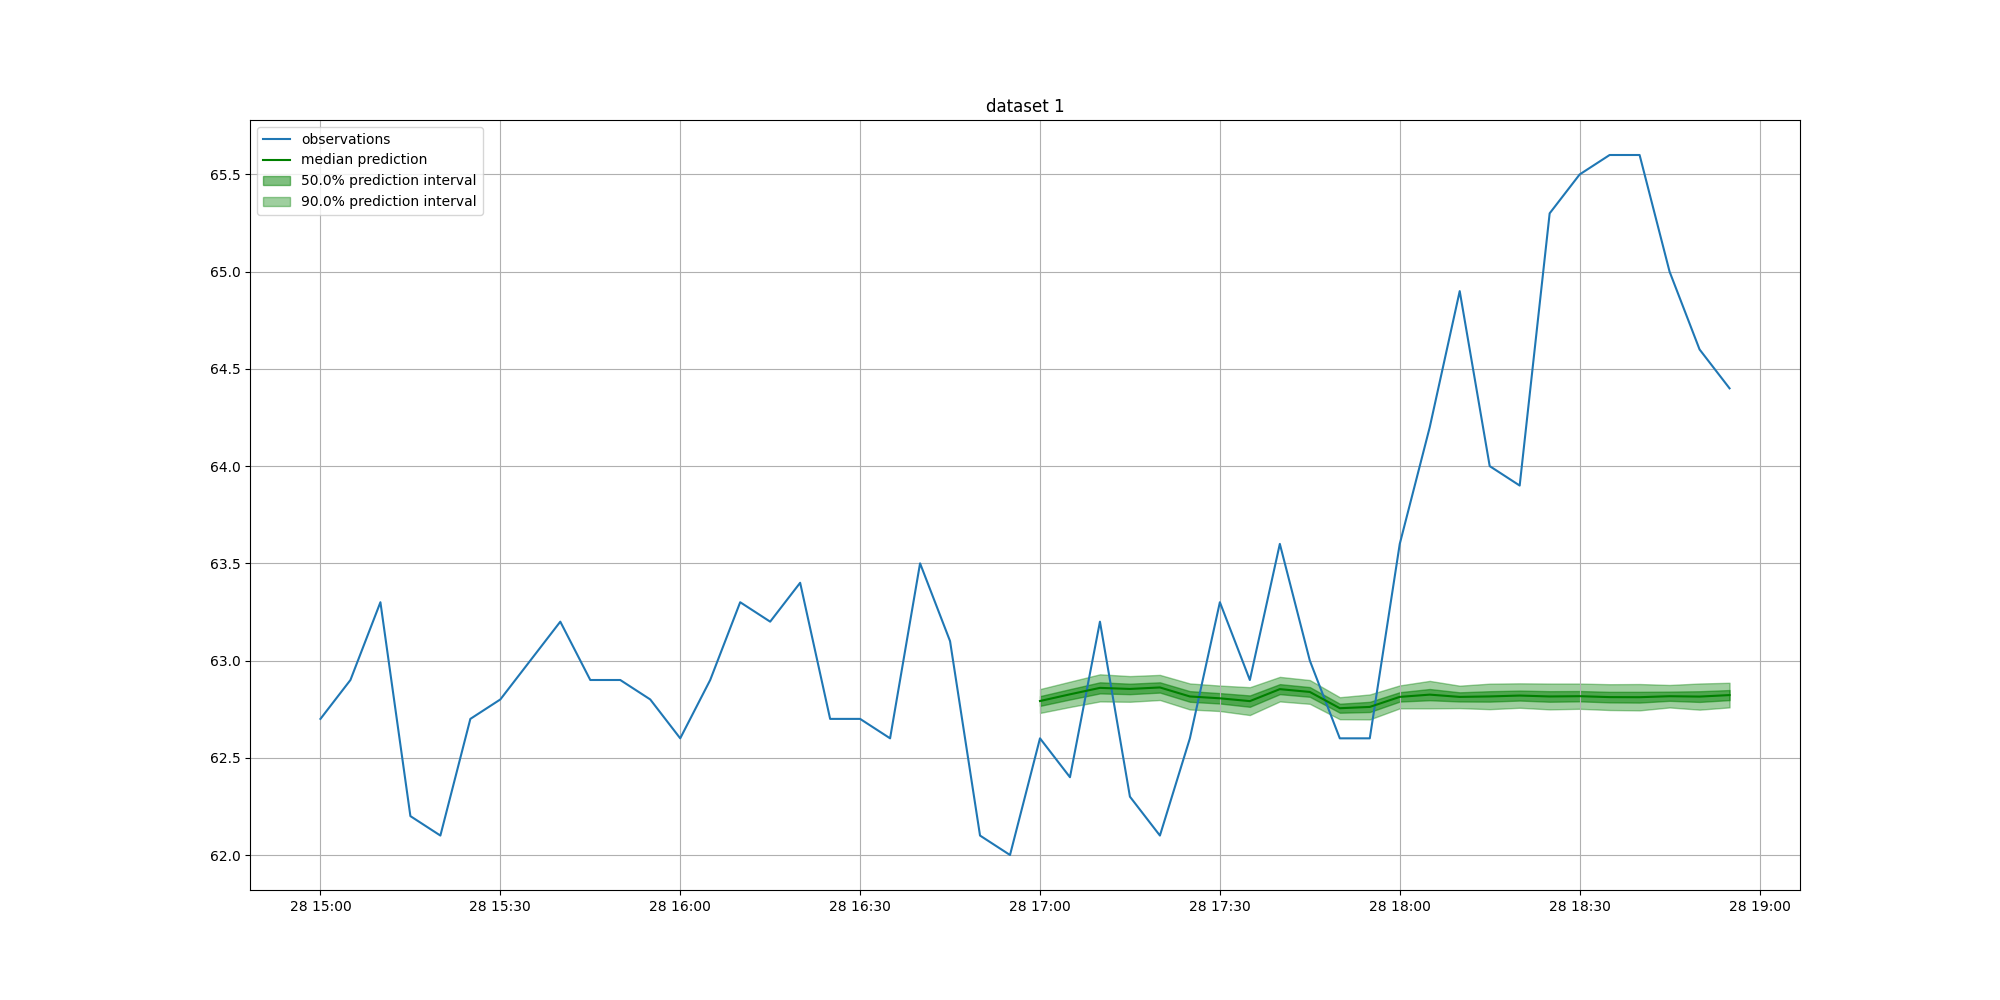 dataset 1
observations
median prediction
50.0% prediction interval
90.0% prediction interval
65.5
65.0
64.5
64.0
63.5
63.0
62.5
62.0
28 15:00 28 15:30 28 16:00 28 16:30 28 17:00 28 17:30 28 18:00 28 18:30 28 19:00